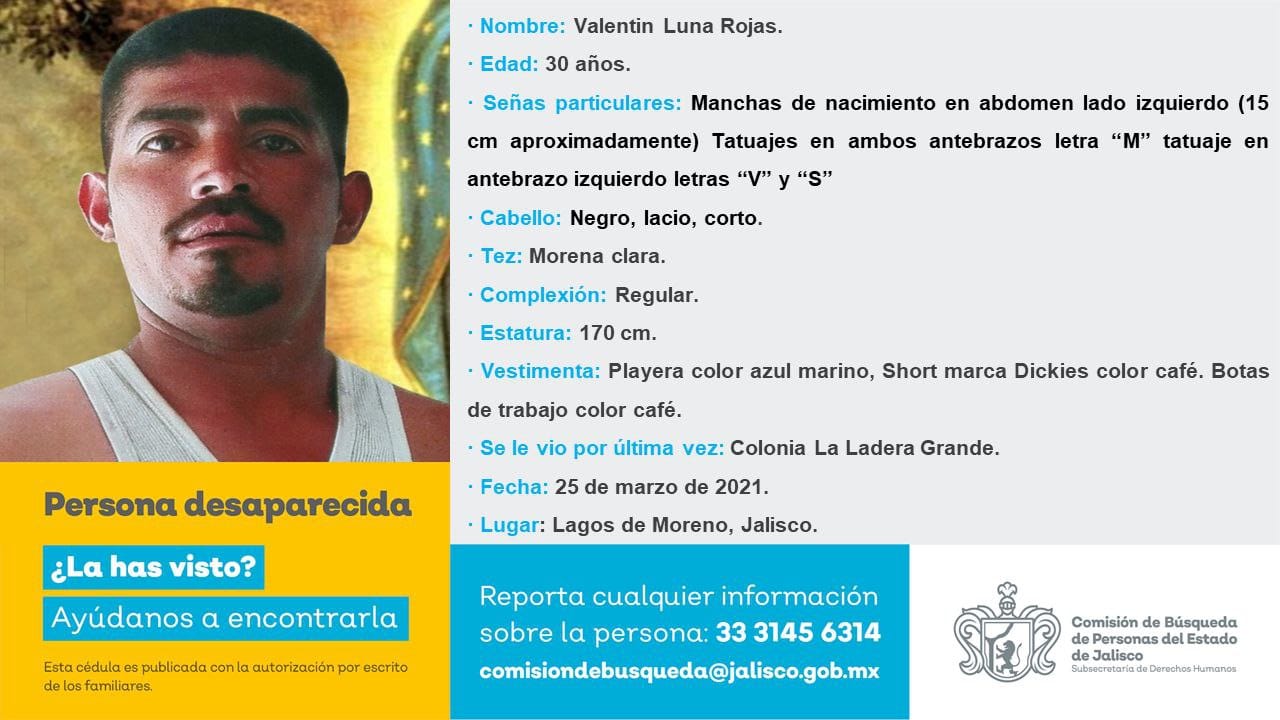 · Nombre: Valentin Luna Rojas.
· Edad: 30 años.
· Señas particulares: Manchas de nacimiento en abdomen lado izquierdo (15
cm aproximadamente) Tatuajes en ambos antebrazos letra “M” tatuaje en
antebrazo izquierdo letras “V” y “S”
· Cabello: Negro, lacio, corto.
· Tez: Morena clara.
· Complexión: Regular.
· Estatura: 170 cm.
· Vestimenta: Playera color azul marino, Short marca Dickies color café. Botas
de trabajo color café.
· Se le vio por última vez: Colonia La Ladera Grande.
· Fecha: 25 de marzo de 2021.
· Lugar: Lagos de Moreno, Jalisco.
Persona desaparecida
¿La has visto?
Ayúdanos a encontrarla
Esta cédula es publicada con la autorización por escrito
de los familiares.
Reporta cualquier información
sobre la persona: 33 3145 6314
comisiondebusqueda@jalisco.gob.mx
Comisión de Búsqueda
de Personas del Estado
de Jalisco
Subsecretaría de Derechos Humanos